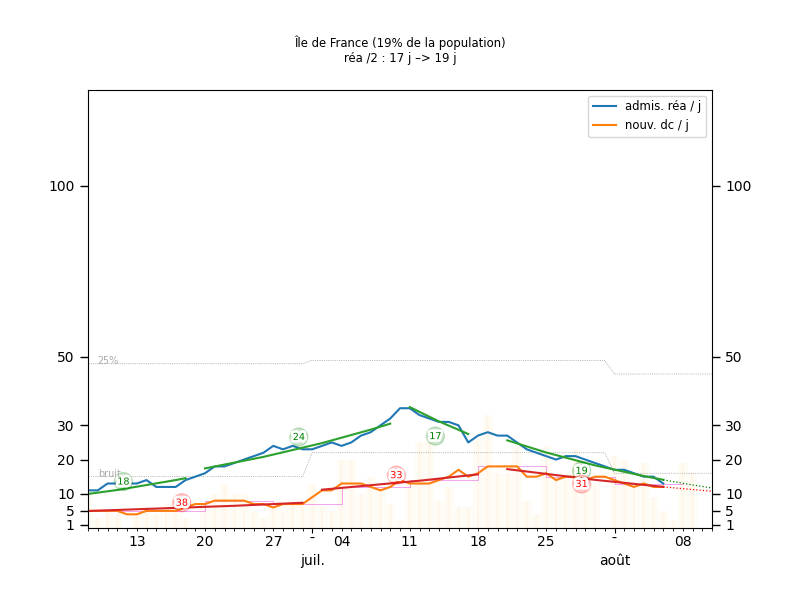 Île de France (19% de la population)
réa /2 : 17 j –> 19 j
admis. réa / j
nouv. dc / j
100 100
50 50
25%
30 30
24 17
20 20
bruit
18 33 19
31
10 10
38
5 5
1 1
13 20 27 - 04 11 18 25 - 08
juil. août